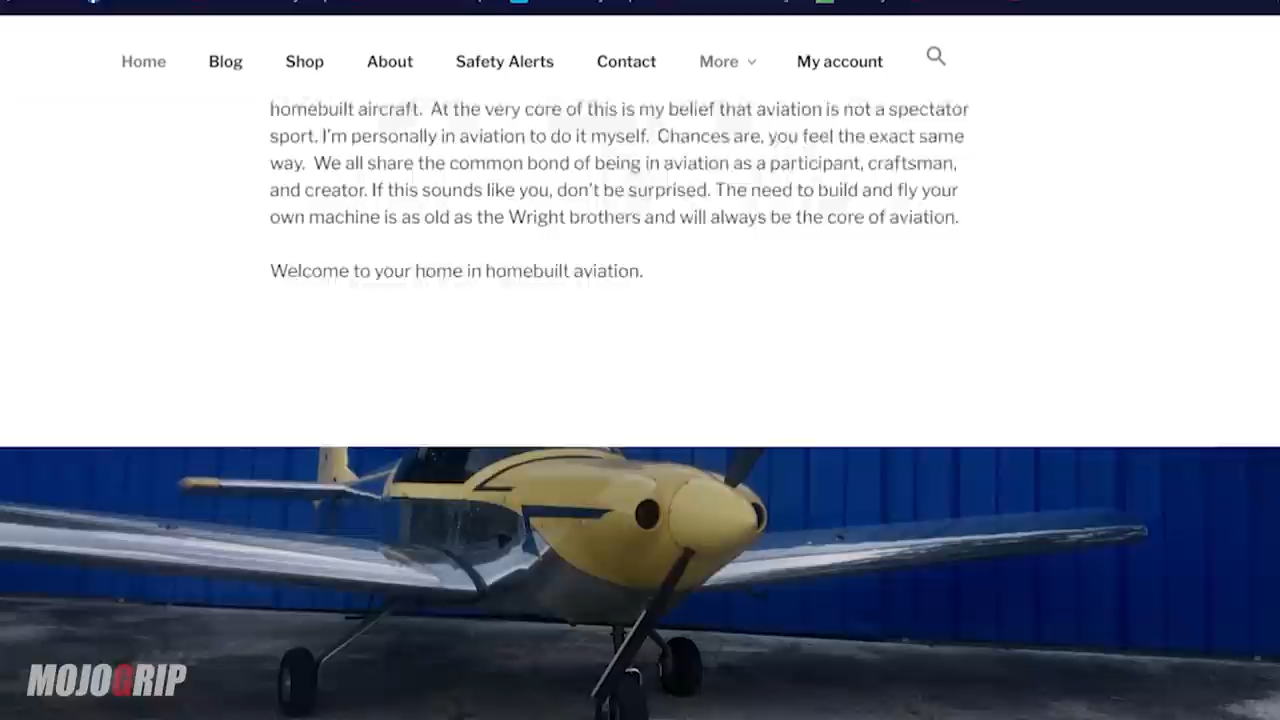 Home Blog Shop About Safety Alerts Contact More My account
homebuilt aircraft. At the very core of this is my belief that aviation is not a spectator
sport. I'm personally in aviation to do it myself. Chances are, you feel the exact same
way. We all share the common bond of being in aviation as a participant, craftsman,
and creator. If this sounds like you, don't be surprised. The need to build and fly your
own machine is as old as the Wright brothers and will always be the core of aviation.
Welcome to your home in homebuilt aviation.
MOJOGRIP